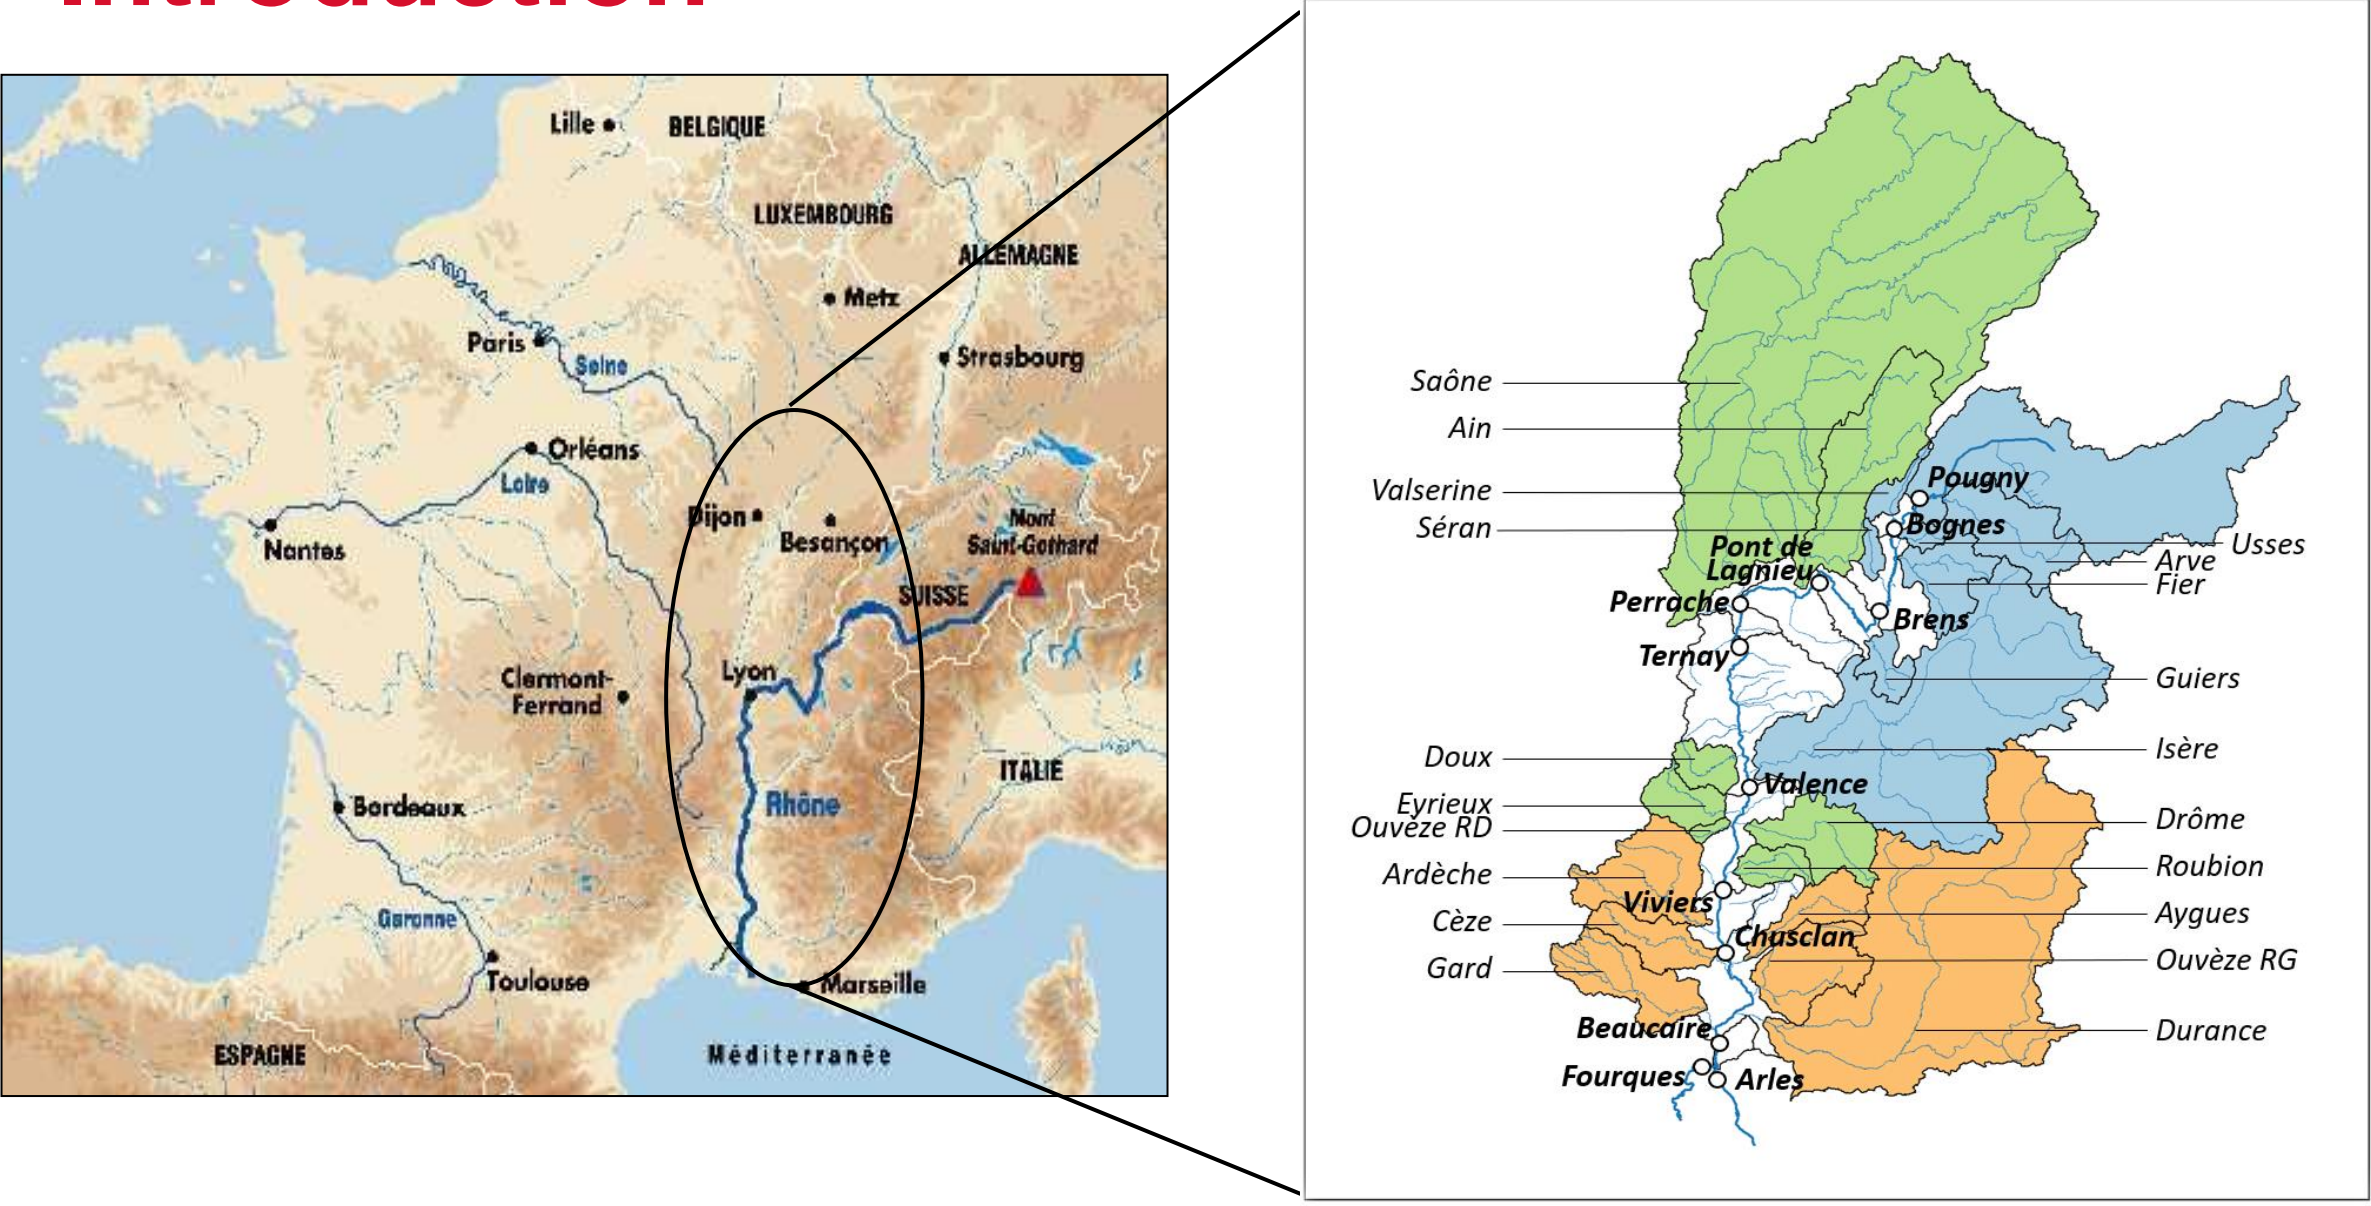 Introduction
Lille
BELGIQUE
LUXEMBOURG
ALLEMAGNE
Metz
Paris
Seine
Strasbourg
Orléans
Loire
Dijon
Besançon
Mont
Saint-Gothard
Nantes
SUISSE
Lyon
Clermont-
Ferrand
ITALIE
Bordeaux
Rhône
Garonne
Toulouse
Marseille
ESPAGNE
Méditerranée
Saône
Ain
Valserine
Séran
Pougny
Bognes
Pont de
Lagnieu
Usses
Arve
Fier
Perrache
Brens
Ternay
Guiers
Doux
Isère
Valence
Eyrieux
Ouvèze RD
Drôme
Ardèche
Roubion
Viviers
Cèze
Aygues
Chusclan
Gard
Ouvèze RG
Beaucaire
Durance
Fourques
Arles